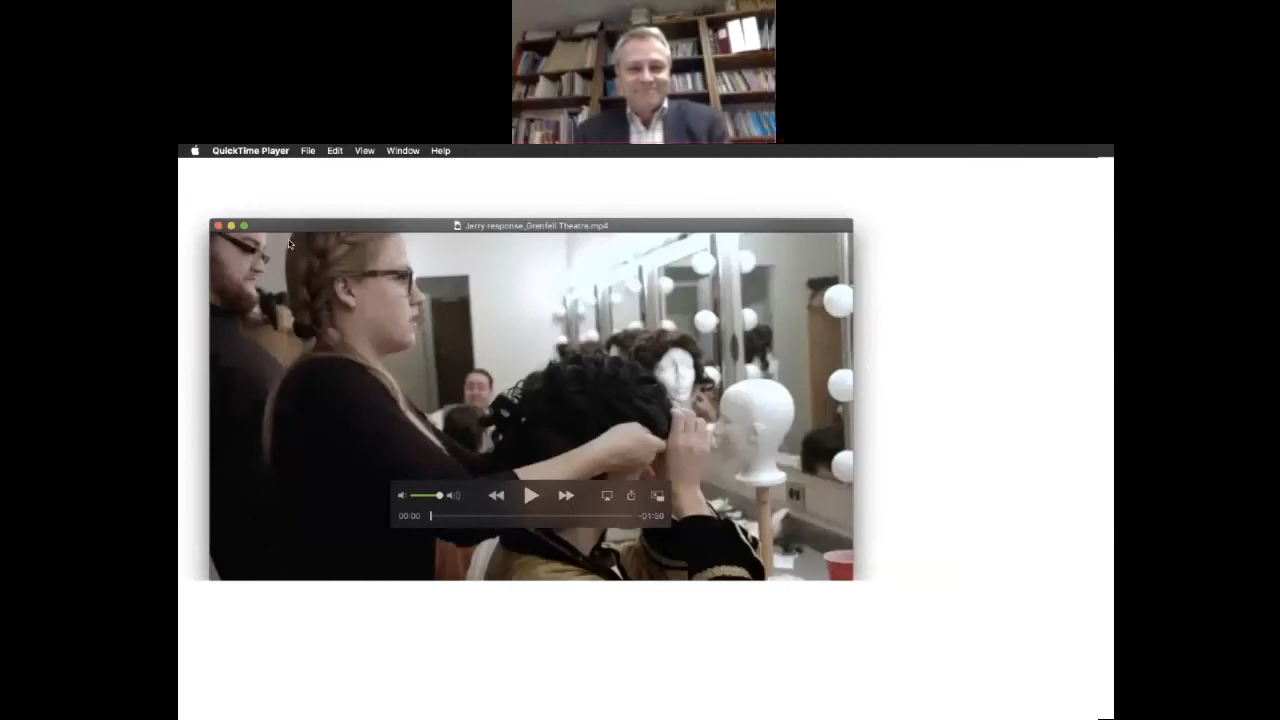 QuickTime Player File Edit View Window Help
Jerry response_Grenfell Theatre.mp4
00:00 -01:50